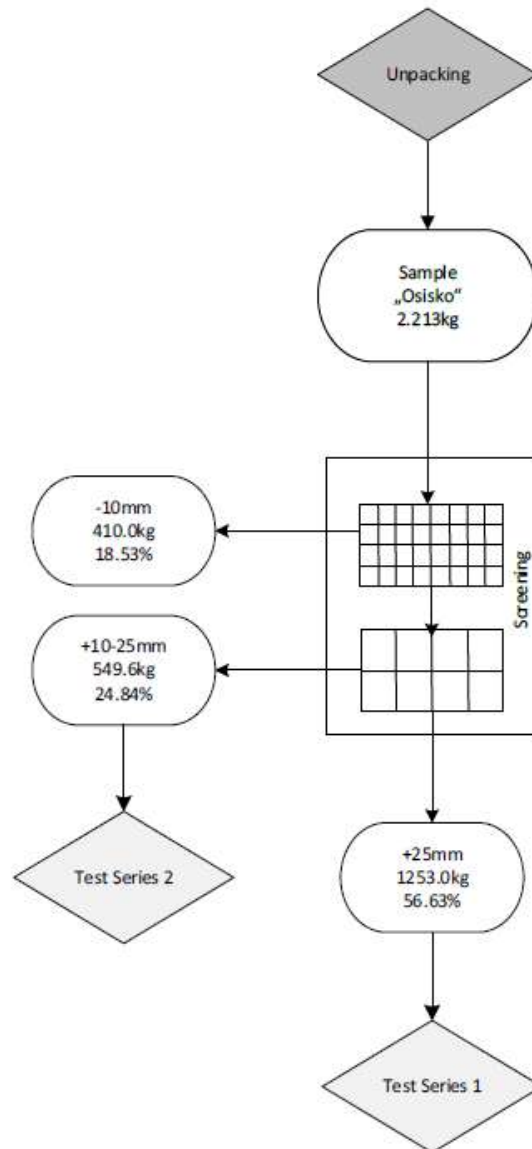 Unpacking
Sample
„Osisko“
2.213kg
-10mm
410.0kg
18.53%
Screening
+10-25mm
549.6kg
24.84%
Test Series 2
+25mm
1253.0kg
56.63%
Test Series 1